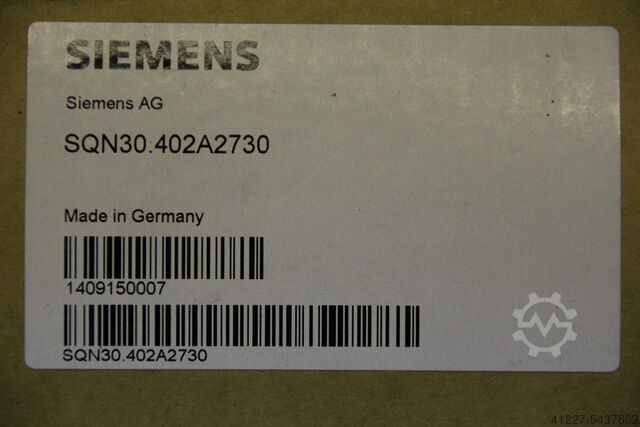 SIEMENS
Siemens AG
SQN30.402A2730
Made in Germany
1409150007
SQN30.402A2730
41227-5437602